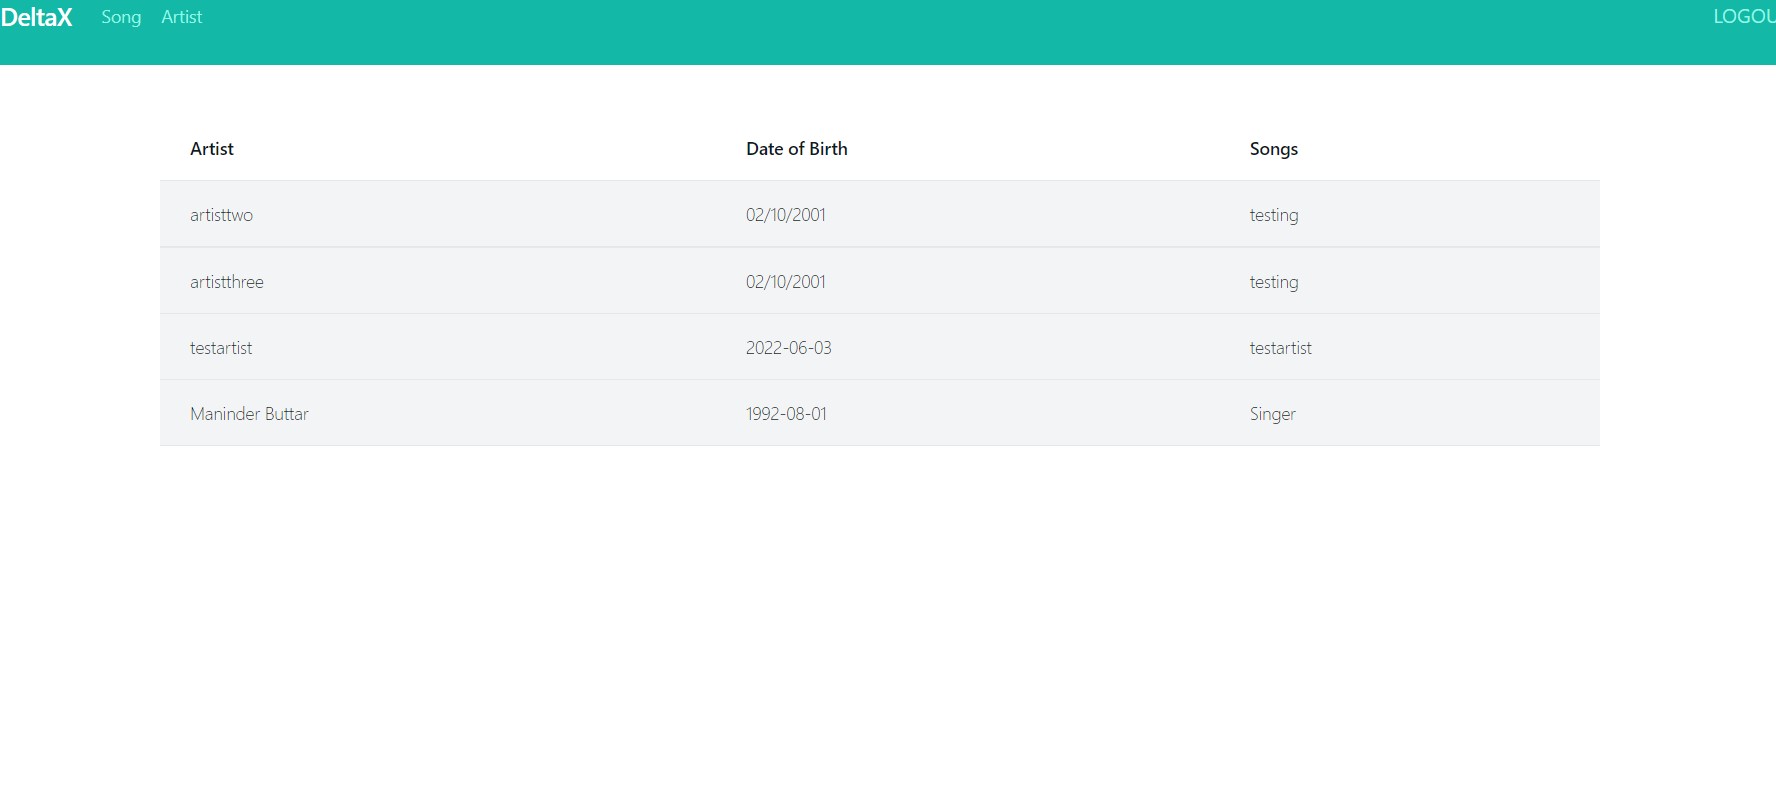 DeltaX Song Artist LOGOU
Artist Date of Birth Songs
artisttwo 02/10/2001 testing
artistthree 02/10/2001 testing
testartist 2022-06-03 testartist
Maninder Buttar 1992-08-01 Singer